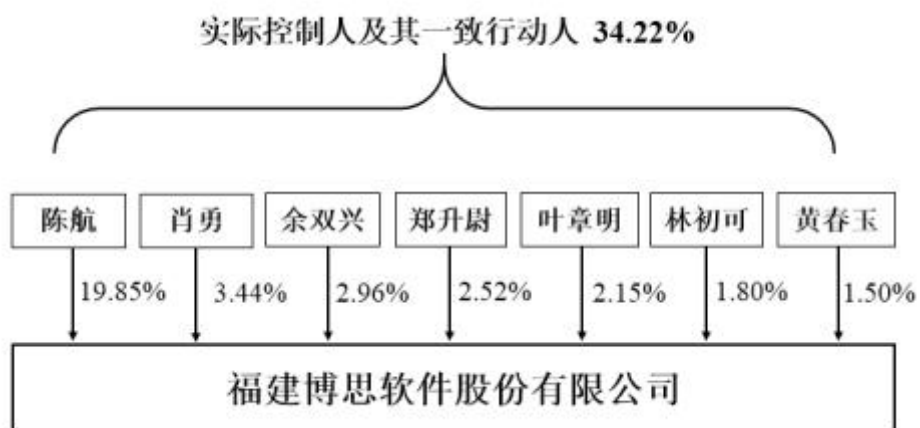 实际控制人及其一致行动人 34.22%
陈航 肖勇 余双兴 郑升尉 叶章明 林初可 黄春玉
19.85% 3.44% 2.96% 2.52% 2.15% 1.80% 1.50%
福建博思软件股份有限公司